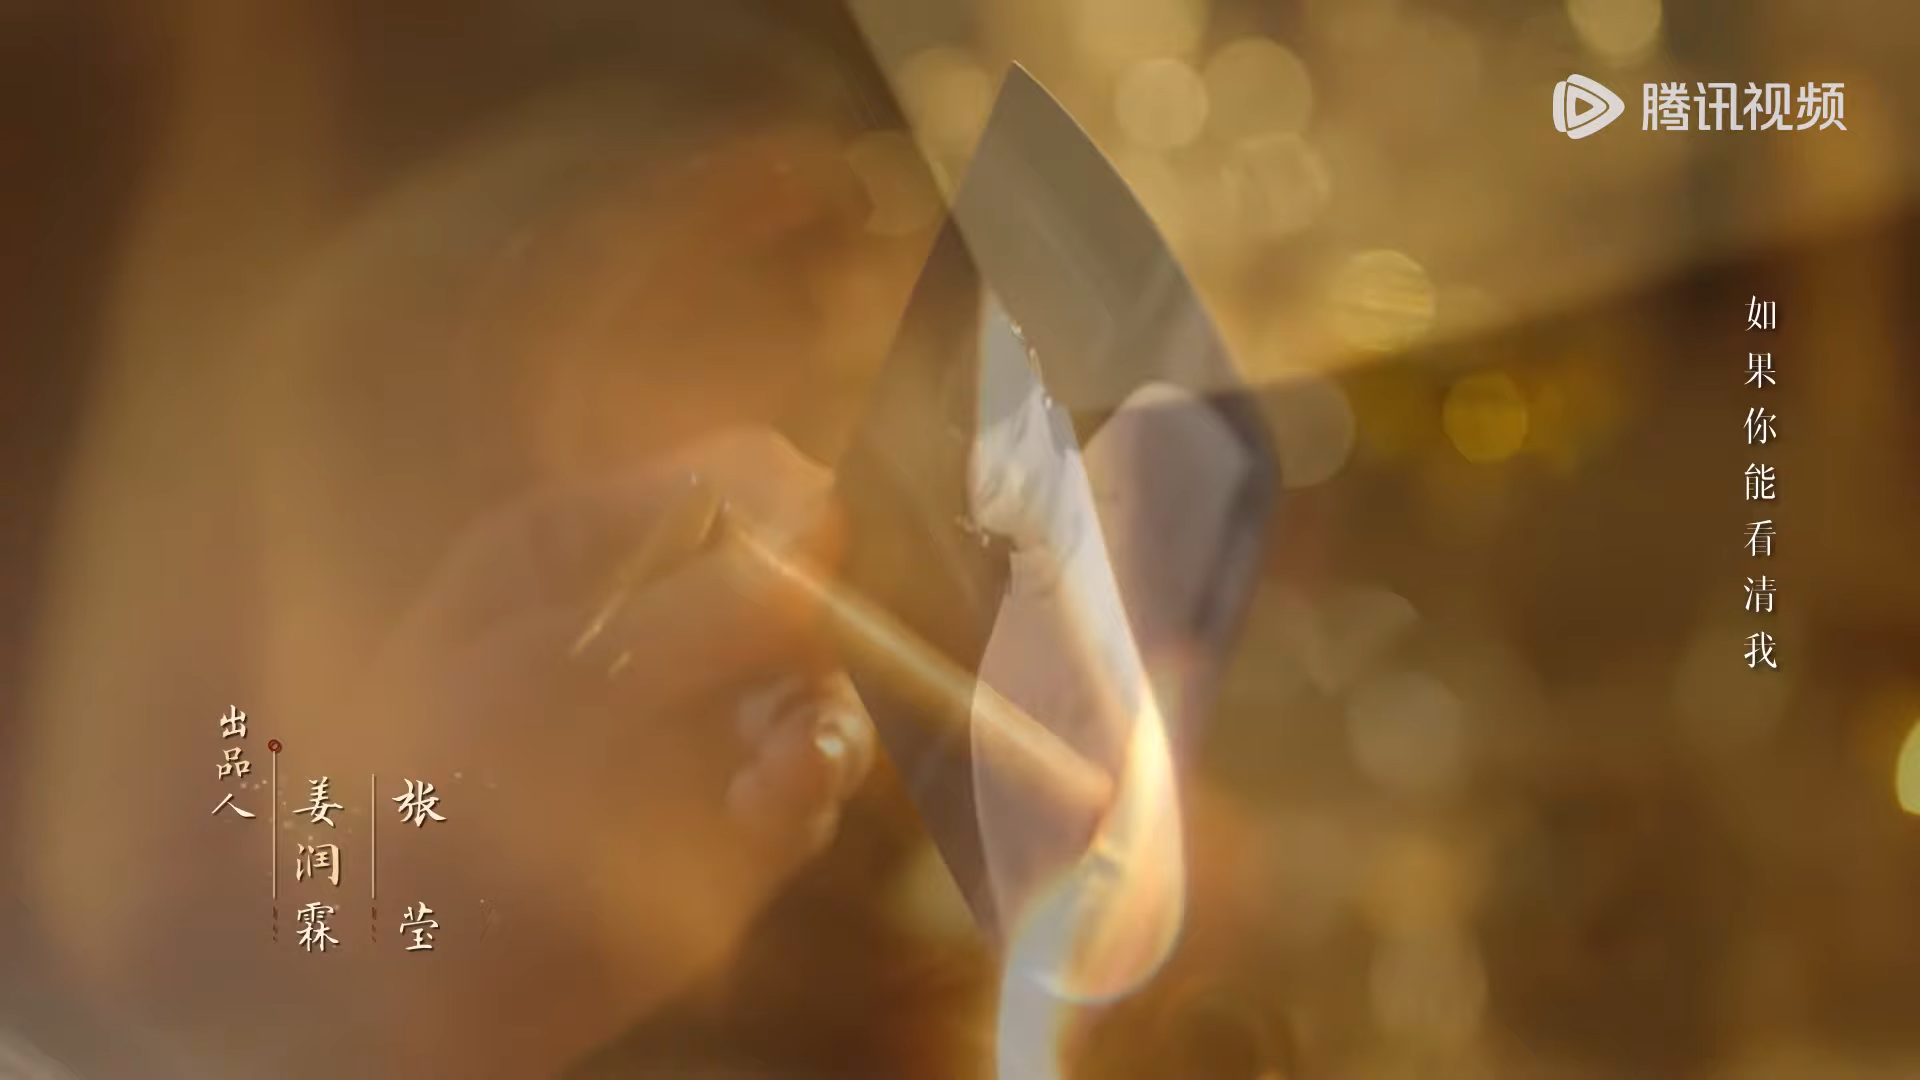 腾讯视频
如果你能看清我
出品人
姜润霖
张莹